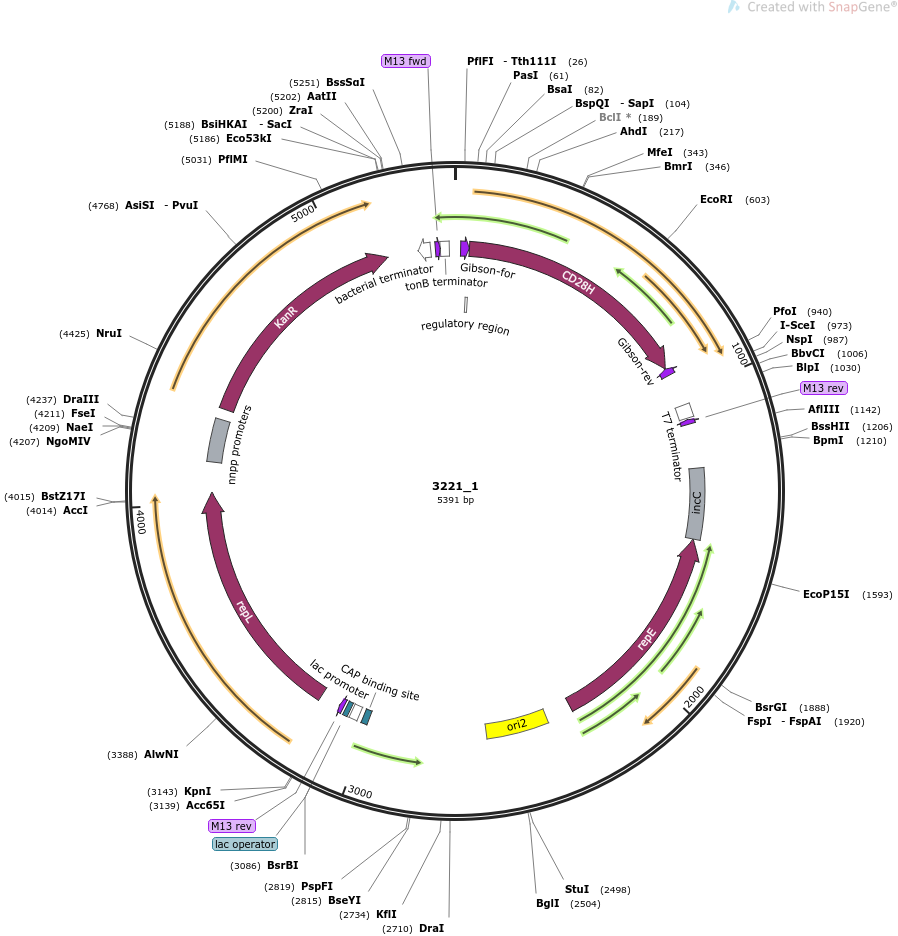 Created with SnapGene®
M13 fwd
PflFI - Tth111I (26)
PasI (61)
BsaI (82)
BspQI - SapI (104)
BclI * (189)
AhdI (217)
MfeI (343)
BmrI (346)
EcoRI (603)
PfoI (940)
I-SceI (973)
NspI (987)
BbvCI (1006)
BlpI (1030)
M13 rev
AflIII (1142)
BssHII (1206)
BpmI (1210)
EcoP15I (1593)
BsrGI (1888)
FspI - FspAI (1920)
StuI (2498)
BglI (2504)
(2710) DraI
(2734) KflI
(2815) BseYI
(2819) PspFI
(3086) BsrBI
lac operator
M13 rev
(3139) Acc65I
(3143) KpnI
(3388) AlwNI
(4014) AccI
(4015) BstZ17I
(4207) NgoMIV
(4209) NaeI
(4211) FseI
(4237) DraIII
(4425) NruI
(4768) AsiSI - PvuI
(5031) PflMI
(5186) Eco53kI
(5188) BsiHKAI - SacI
(5200) ZraI
(5202) AatII
(5251) BssSαI
1000
2000
3000
4000
5000
Gibson-for
CD28H
Gibson-rev
T7 terminator
incC
repE
ori2
CAP binding site
lac promoter
repL
nnpp promoters
KanR
bacterial terminator
tonB terminator
regulatory region
3221_1
5391 bp